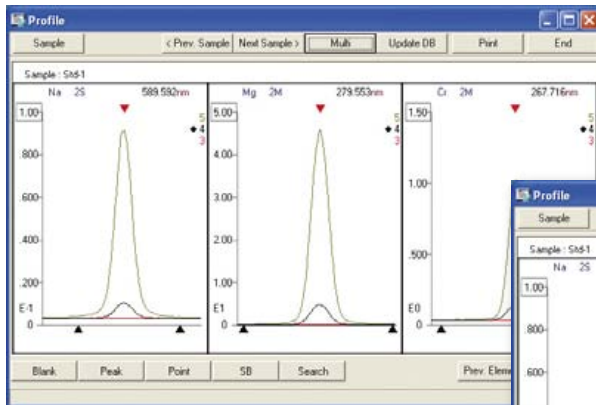 Profile
Sample < Prev. Sample Next Sample > Multi Update DB Print End
Sample : Std-1
Na 2S 589.592nm
1.00
.800
.600
.400
.200
E-1
0
5
4
3
Mg 2M 279.553nm
5.00
4.00
3.00
2.00
1.00
E1
0
5
4
3
Cr 2M 267.716nm
1.50
1.00
.500
E0
0
5
4
3
Blank Peak Point SB Search Prev. Eleme
Profile
Sample
Sample : Std-1
Na 2S
1.00
.800
.600